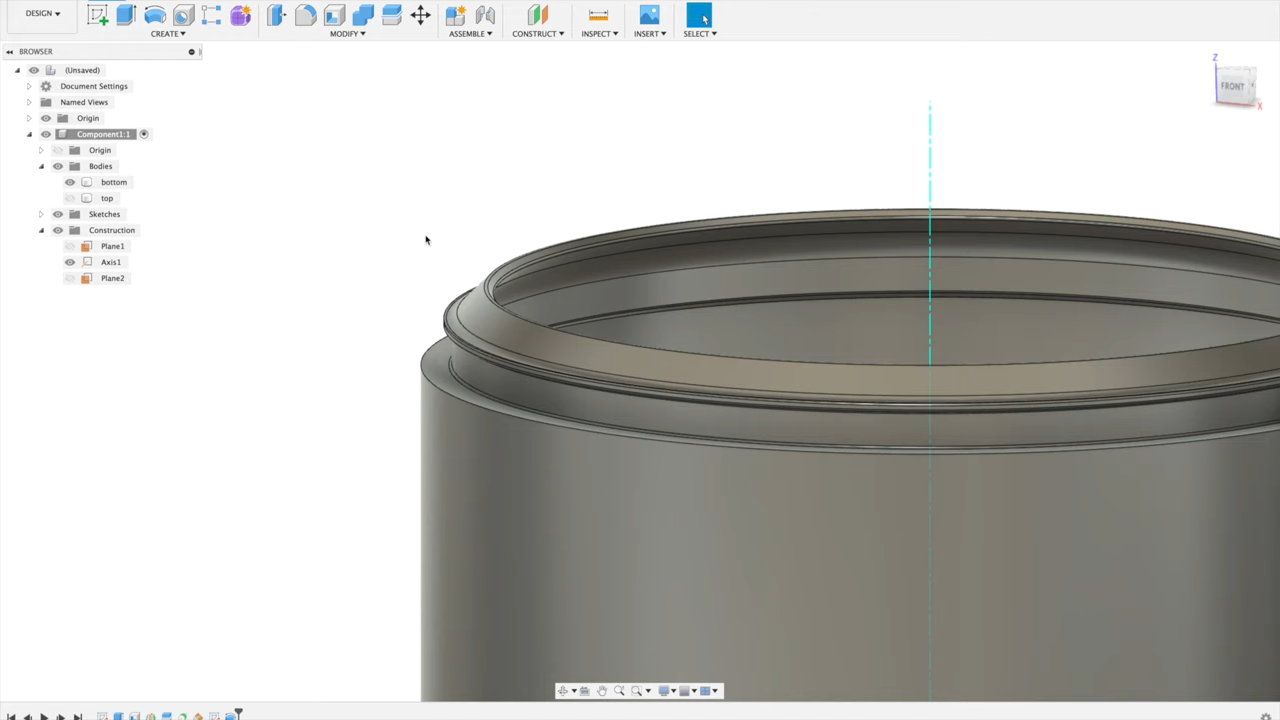 DESIGN
CREATE
MODIFY
ASSEMBLE
CONSTRUCT
INSPECT
INSERT
SELECT
BROWSER
(Unsaved)
Document Settings
Named Views
Origin
Component1:1
Origin
Bodies
bottom
top
Sketches
Construction
Plane1
Axis1
Plane2
Z
FRONT
X